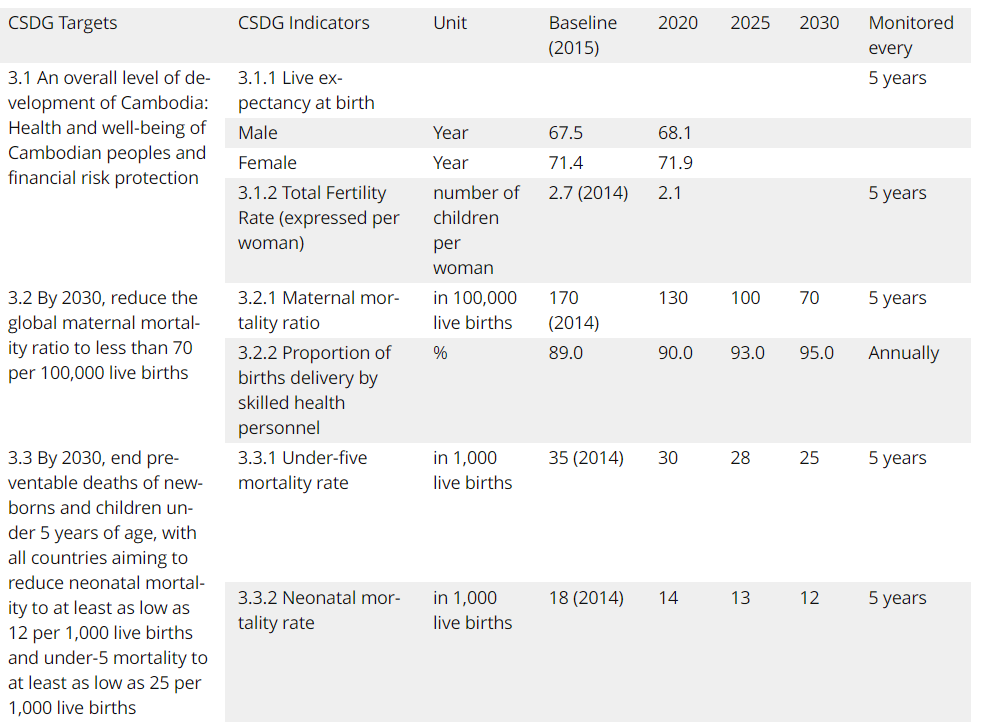 CSDG Targets CSDG Indicators Unit Baseline 2020 2025 2030 Monitored
(2015) every
3.1 An overall level of de- 3.1.1 Live ex- 5 years
velopment of Cambodia: pectancy at birth
Health and well-being of
Male Year 67.5 68.1
Cambodian peoples and
Female Year 71.4 71.9
financial risk protection
3.1.2 Total Fertility number of 2.7 (2014) 2.1 5 years
Rate (expressed per children
woman) per
woman
3.2 By 2030, reduce the 3.2.1 Maternal mor- in 100,000 170 130 100 70 5 years
global maternal mortal- tality ratio live births (2014)
ity ratio to less than 70
3.2.2 Proportion of % 89.0 90.0 93.0 95.0 Annually
per 100,000 live births
births delivery by
skilled health
personnel
3.3 By 2030, end pre- 3.3.1 Under-five in 1,000 35 (2014) 30 28 25 5 years
ventable deaths of new- mortality rate live births
borns and children un-
der 5 years of age, with
all countries aiming to
reduce neonatal mortal-
3.3.2 Neonatal mor- in 1,000 18 (2014) 14 13 12 5 years
ity to at least as low as
tality rate live births
12 per 1,000 live births
and under-5 mortality to
at least as low as 25 per
1,000 live births